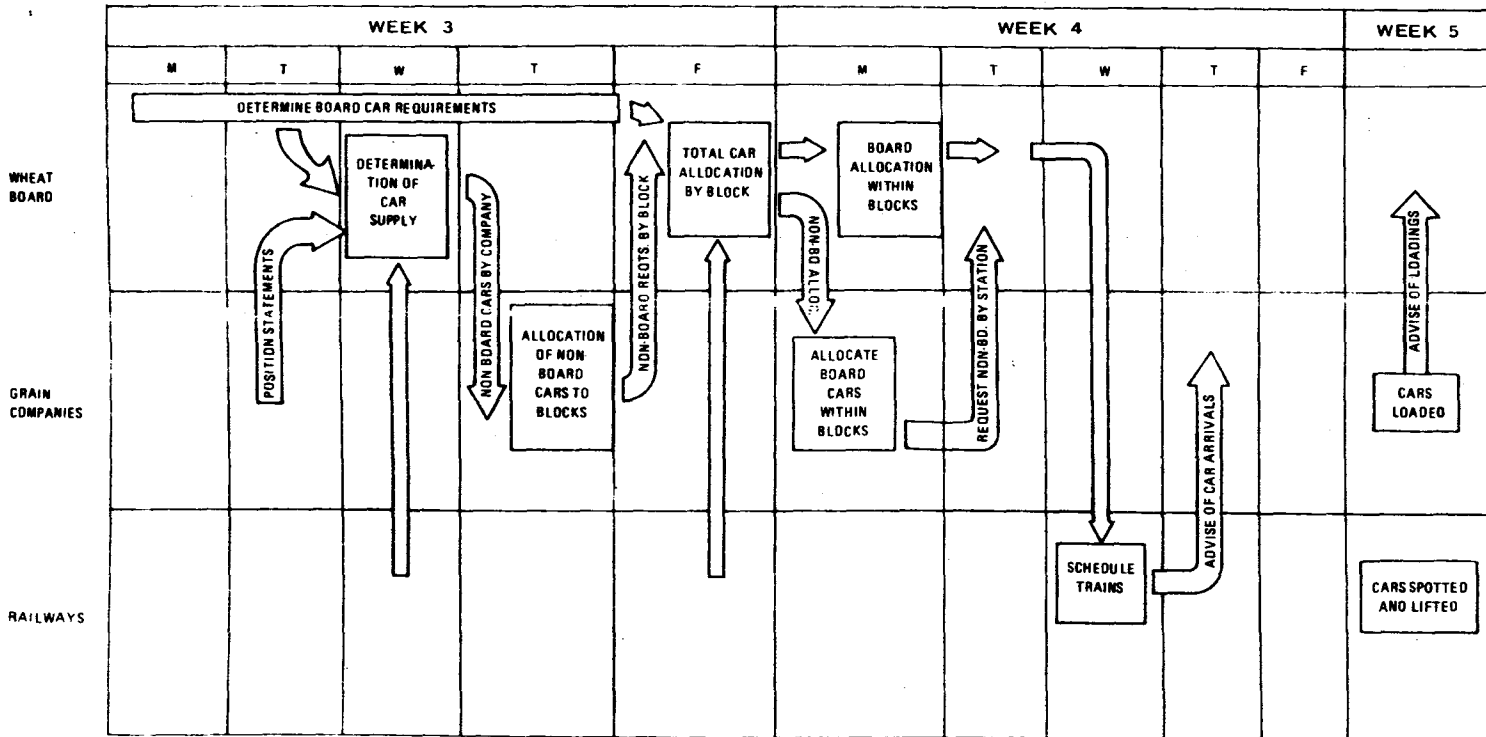 WEEK 3
WEEK 4
WEEK 5
M
T
W
T
F
M
T
W
T
F
DETERMINE BOARD CAR REQUIREMENTS
WHEAT
BOARD
DETERMINA-
TION OF
CAR
SUPPLY
TOTAL CAR
ALLOCATION
BY BLOCK
BOARD
ALLOCATION
WITHIN
BLOCKS
POSITION STATEMENTS
NON BOARD CARS BY COMPANY
NON-BOARD REQTS. BY BLOCK
NON-BD ALLOC
REQUEST NON-BD. BY STATION
ADVISE OF LOADINGS
GRAIN
COMPANIES
ALLOCATION
OF NON-
BOARD
CARS TO
BLOCKS
ALLOCATE
BOARD
CARS
WITHIN
BLOCKS
CARS
LOADED
ADVISE OF CAR ARRIVALS
RAILWAYS
SCHEDULE
TRAINS
CARS SPOTTED
AND LIFTED